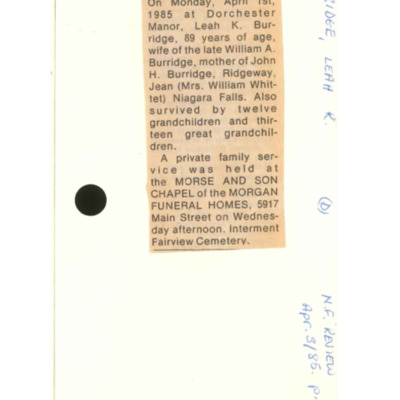 On Monday, April 1st,
1985 at Dorchester
Manor, Leah K. Bur-
ridge, 89 years of age,
wife of the late William A.
Burridge, mother of John
H. Burridge, Ridgeway,
Jean (Mrs. William Whit-
tet) Niagara Falls. Also
survived by twelve
grandchildren and thir-
teen great grandchil-
dren.
A private family ser-
vice was held at
the MORSE AND SON
CHAPEL of the MORGAN
FUNERAL HOMES, 5917
Main Street on Wednes-
day afternoon. Interment
Fairview Cemetery.
RIDGE, LEAH K. (D)
N.F. REVIEW
Apr. 3/85. p.